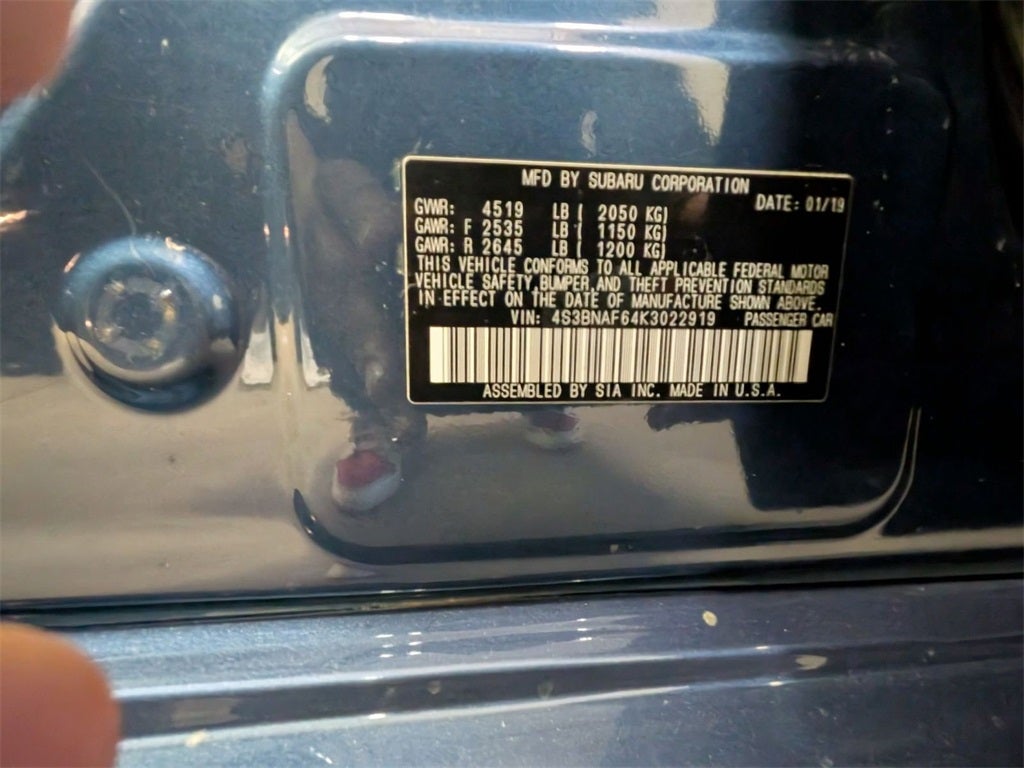 MFD BY SUBARU CORPORATION
DATE: 01/19
GVWR: 4519 LB ( 2050 KG)
GAWR: F 2535 LB ( 1150 KG)
GAWR: R 2645 LB ( 1200 KG)
THIS VEHICLE CONFORMS TO ALL APPLICABLE FEDERAL MOTOR
VEHICLE SAFETY,BUMPER,AND THEFT PREVENTION STANDARDS
IN EFFECT ON THE DATE OF MANUFACTURE SHOWN ABOVE.
VIN: 4S3BNAF64K3022919 PASSENGER CAR
ASSEMBLED BY SIA INC. MADE IN U.S.A.